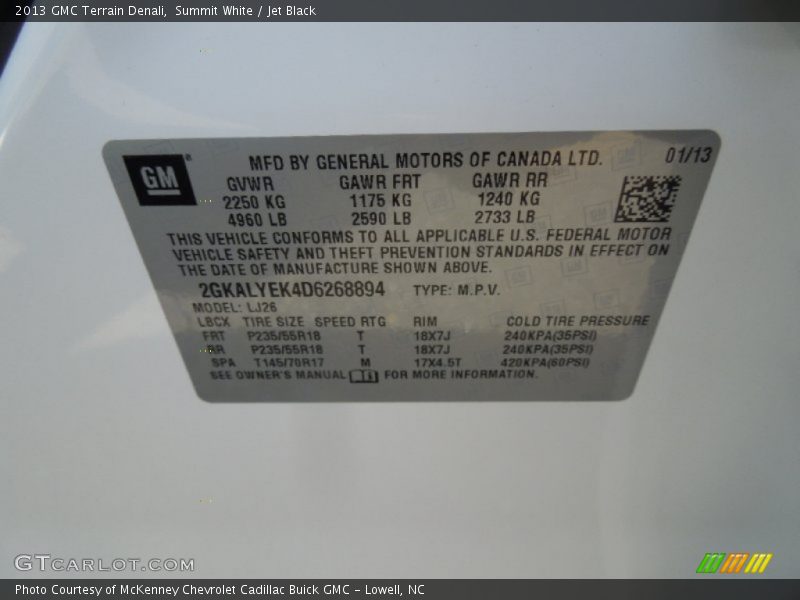 2013 GMC Terrain Denali,  Summit White / Jet Black
GM
MFD BY GENERAL MOTORS OF CANADA LTD. 01/13
GVWR GAWR FRT GAWR RR
2250 KG 1175 KG 1240 KG
4960 LB 2590 LB 2733 LB
THIS VEHICLE CONFORMS TO ALL APPLICABLE U.S. FEDERAL MOTOR
VEHICLE SAFETY AND THEFT PREVENTION STANDARDS IN EFFECT ON
THE DATE OF MANUFACTURE SHOWN ABOVE.
2GKALYEK4D6268894 TYPE: M.P.V.
MODEL: LJ26
LBCX TIRE SIZE SPEED RTG RIM COLD TIRE PRESSURE
FRT P235/55R18 T 18X7J 240KPA(35PSI)
RR P235/55R18 T 18X7J 240KPA(35PSI)
SPA T145/70R17 M 17X4.5T 420KPA(60PSI)
SEE OWNER'S MANUAL FOR MORE INFORMATION.
GTCARLOT.COM
Photo Courtesy of McKenney Chevrolet Cadillac Buick GMC - Lowell, NC